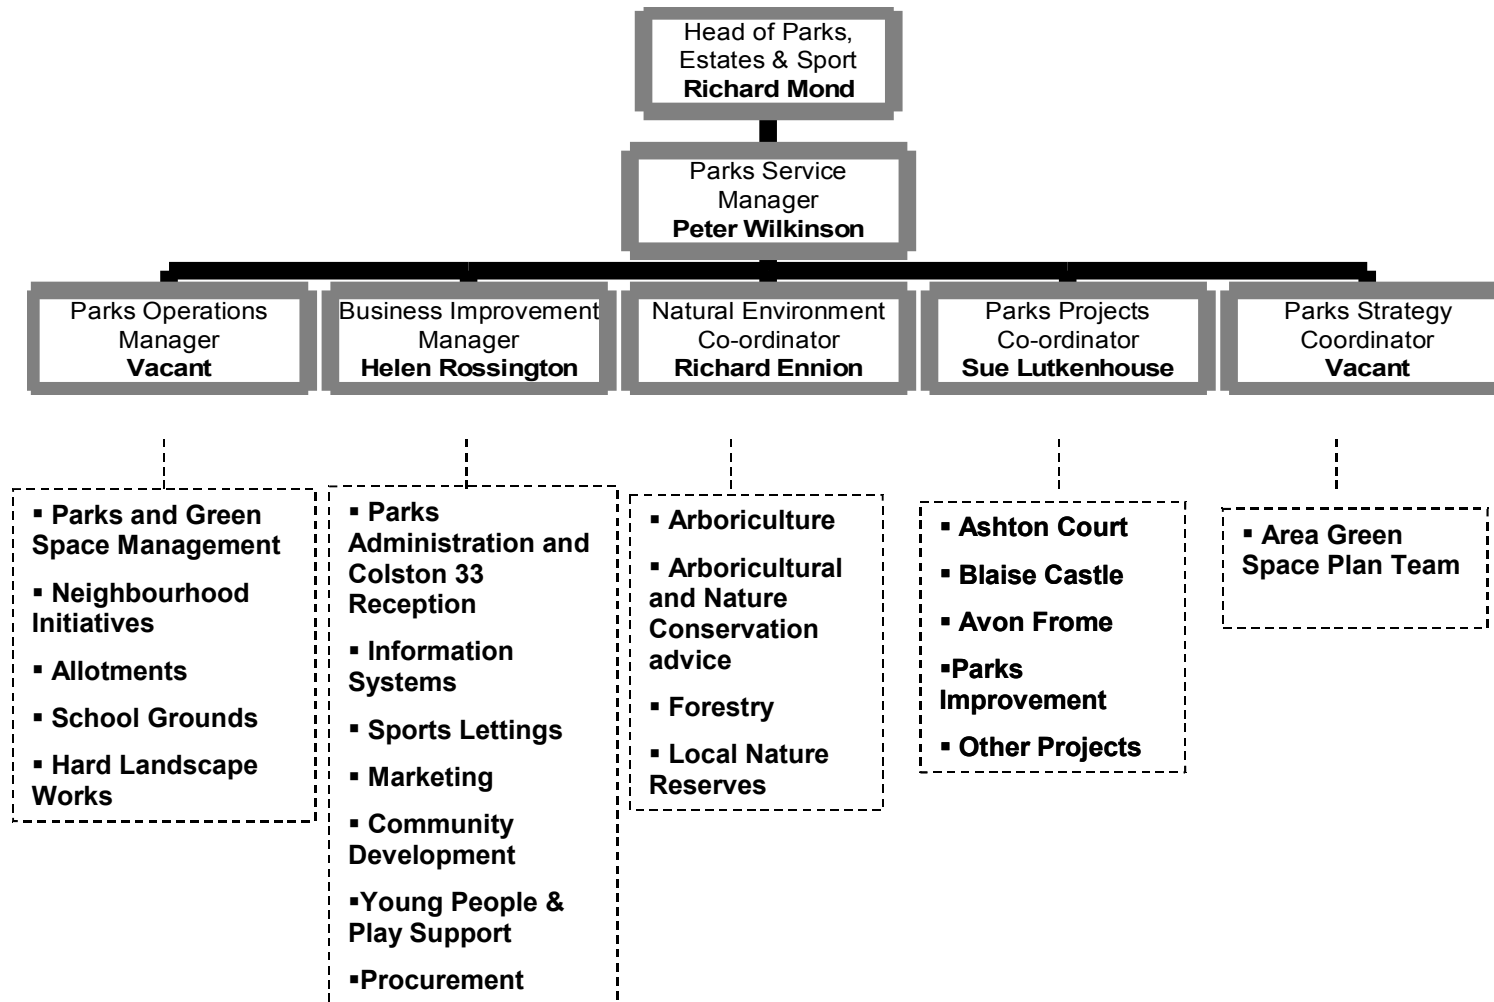 Head of Parks,
Estates & Sport
Richard Mond
Parks Service
Manager
Peter Wilkinson
Parks Operations
Manager
Vacant
Business Improvement
Manager
Helen Rossington
Natural Environment
Co-ordinator
Richard Ennion
Parks Projects
Co-ordinator
Sue Lutkenhouse
Parks Strategy
Coordinator
Vacant
▪ Parks and Green
Space Management
▪ Neighbourhood
Initiatives
▪ Allotments
▪ School Grounds
▪ Hard Landscape
Works
▪ Parks
Administration and
Colston 33
Reception
▪ Information
Systems
▪ Sports Lettings
▪ Marketing
▪ Community
Development
▪Young People &
Play Support
▪Procurement
▪ Arboriculture
▪ Arboricultural
and Nature
Conservation
advice
▪ Forestry
▪ Local Nature
Reserves
▪ Ashton Court
▪ Blaise Castle
▪ Avon Frome
▪Parks
Improvement
▪ Other Projects
▪ Area Green
Space Plan Team